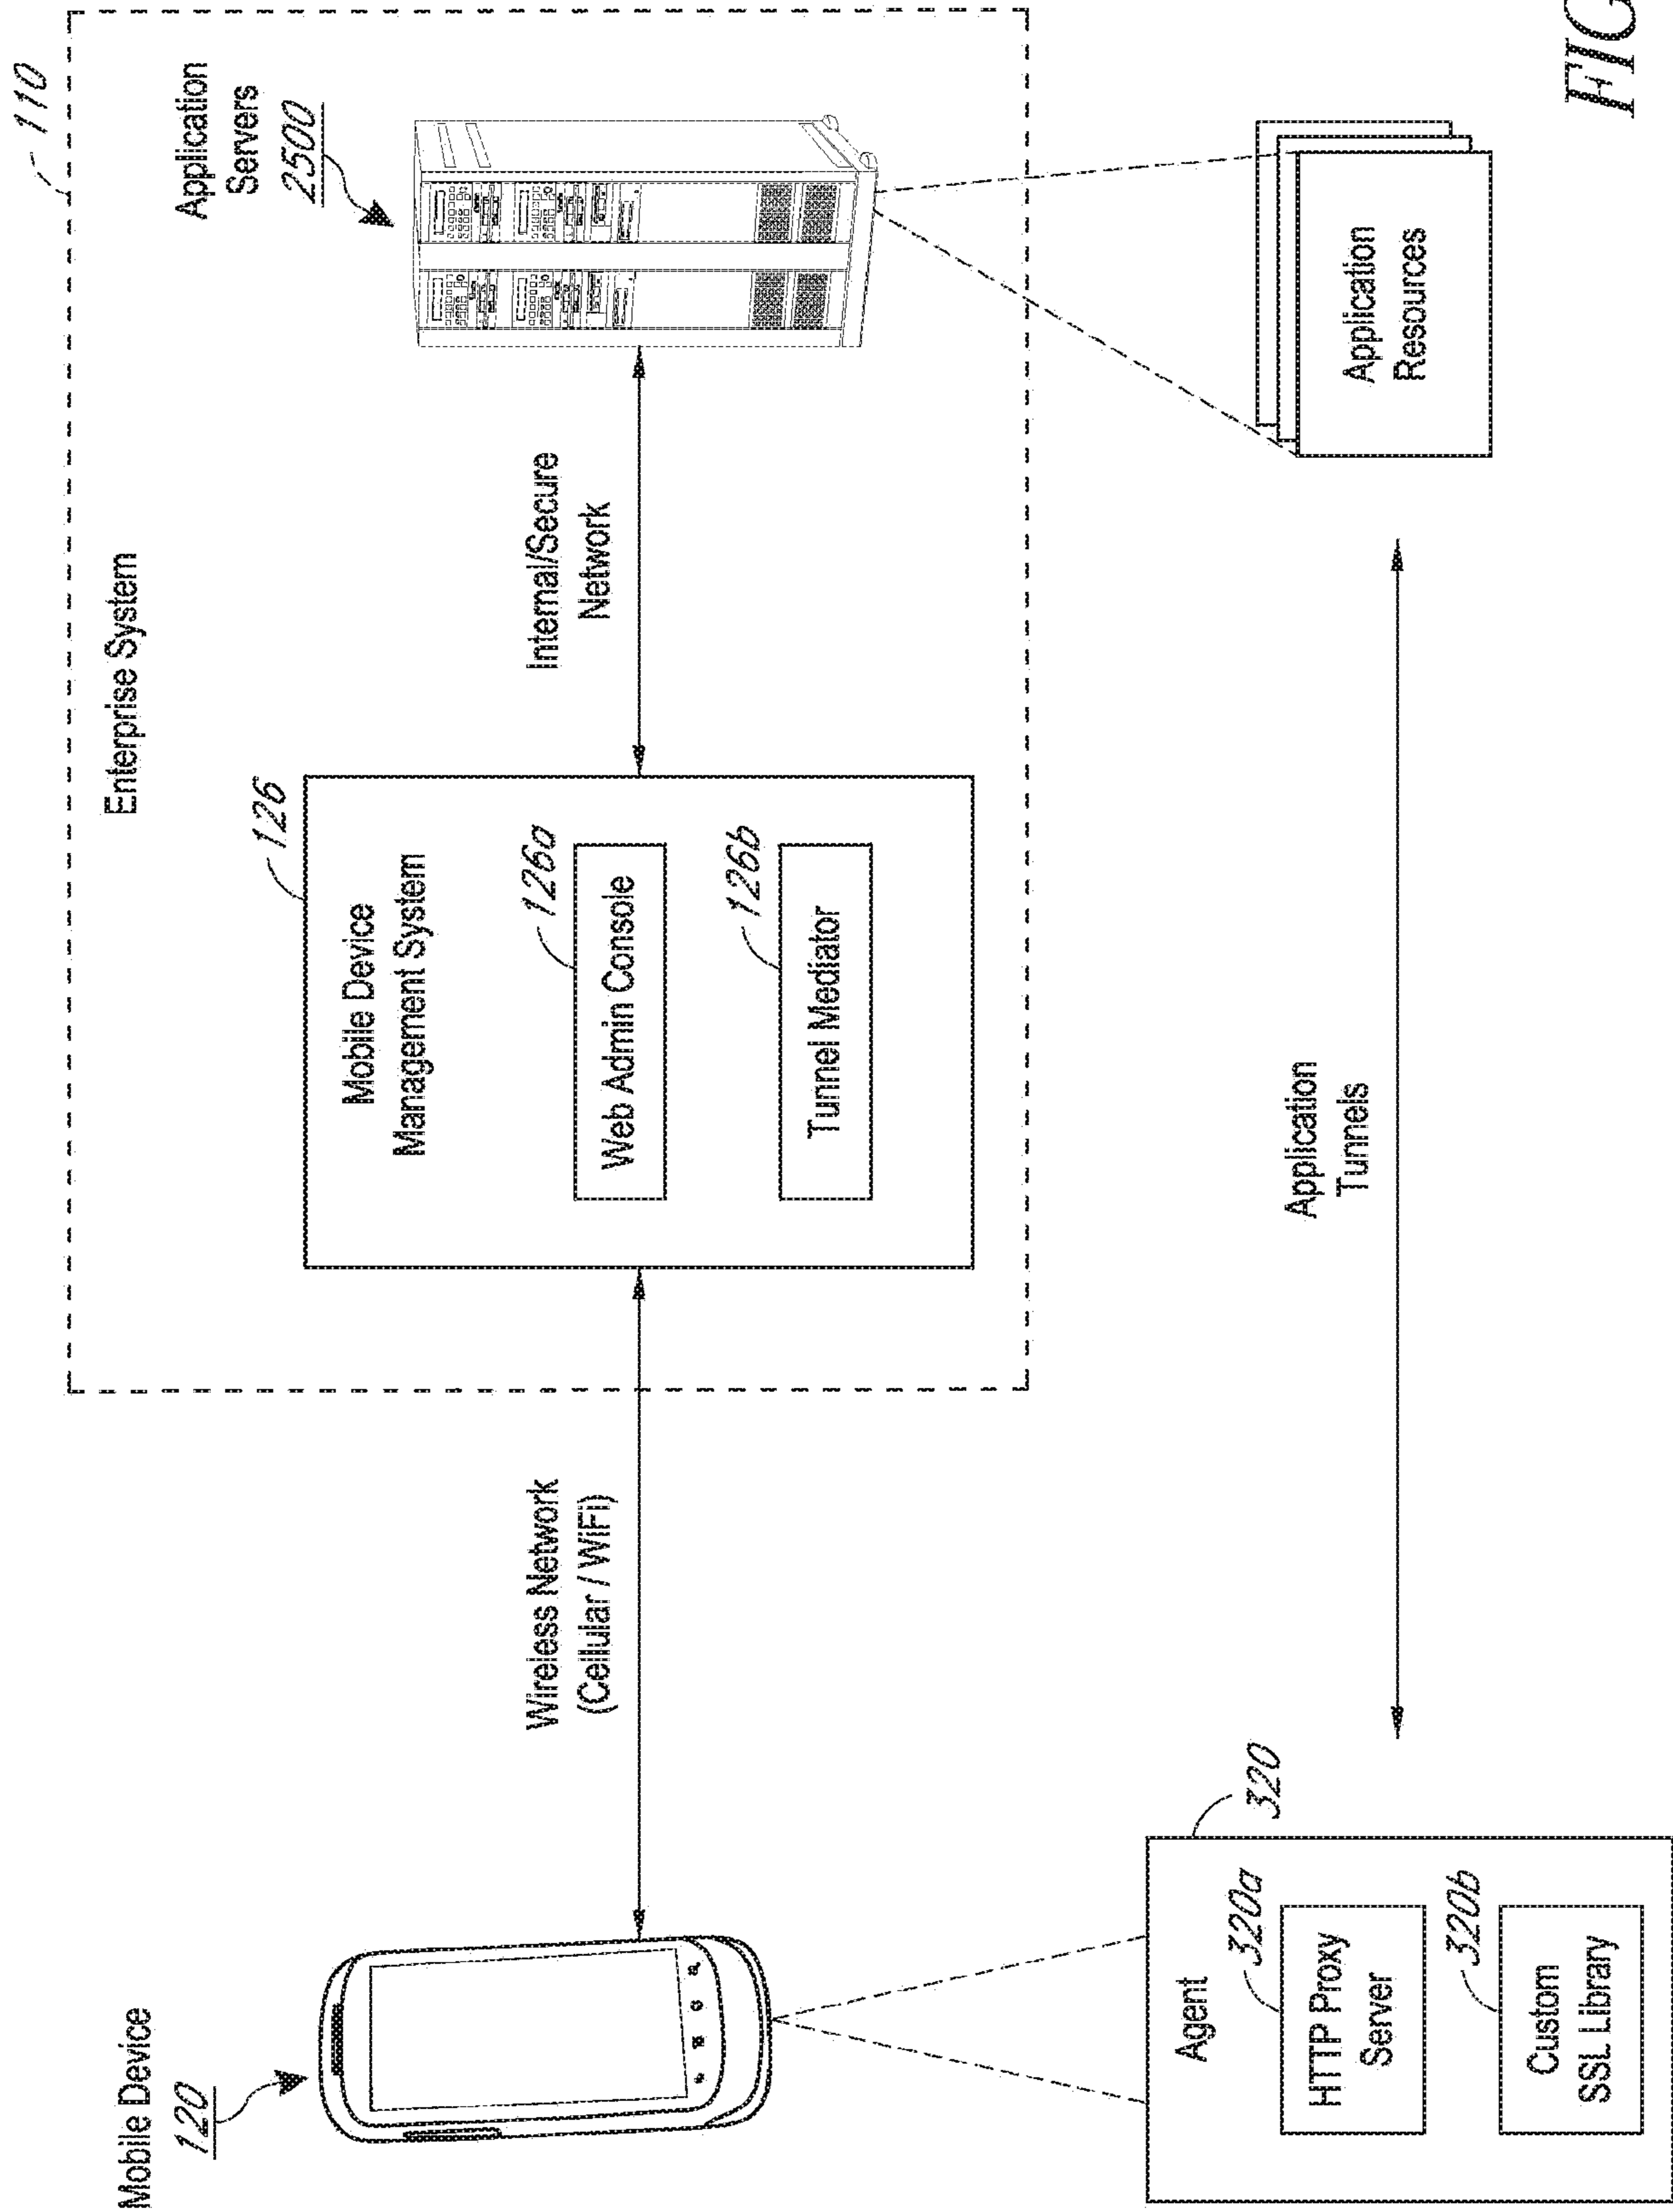 110
Enterprise System
Application
Servers
2500
126
Mobile Device
Management System
126a
Web Admin Console
126b
Tunnel Mediator
Internal/Secure
Network
Wireless Network
(Cellular / WiFi)
Mobile Device
120
320
Agent
320a
HTTP Proxy
Server
320b
Custom
SSL Library
Application
Tunnels
Application
Resources
FIG